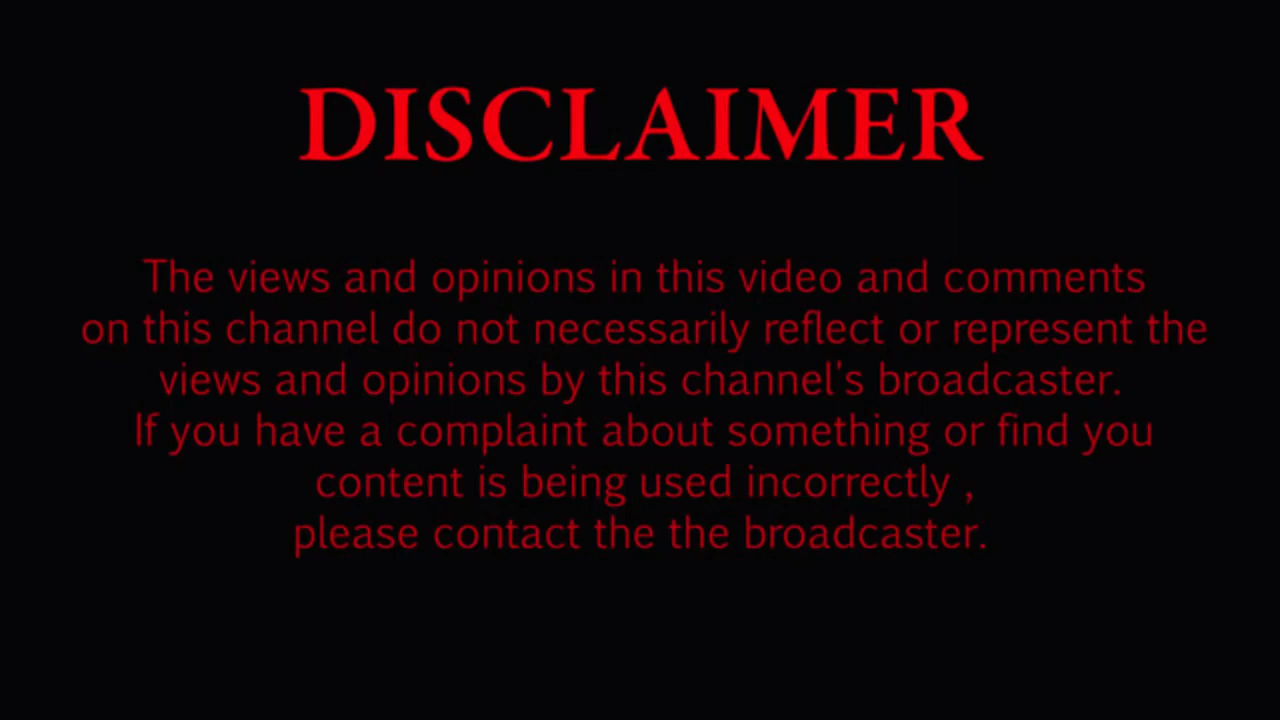 DISCLAIMER
The views and opinions in this video and comments
on this channel do not necessarily reflect or represent the
views and opinions by this channel's broadcaster.
If you have a complaint about something or find you
content is being used incorrectly ,
please contact the the broadcaster.